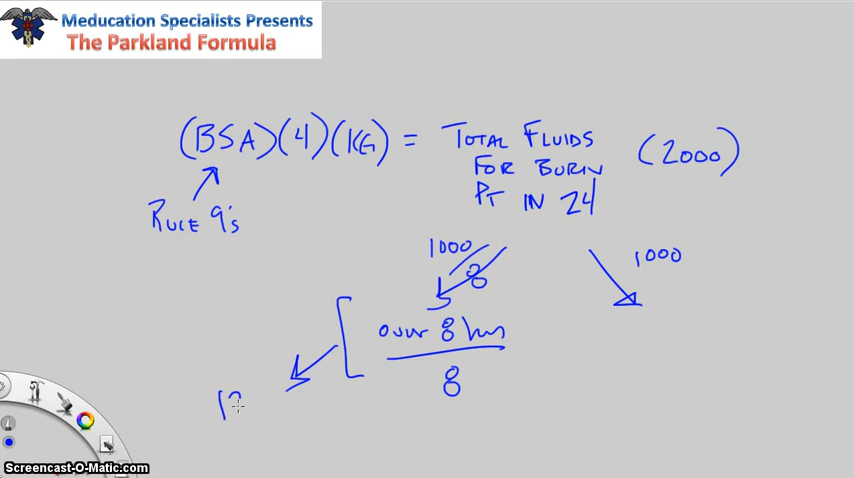 Meducation Specialists Presents
The Parkland Formula
(BSA)(4)(KG) = TOTAL FLUIDS
FOR BURN (2000)
PT IN 24
RULE 9's
1000
8
1000
over 8 hrs
8
12
Screencast-O-Matic.com